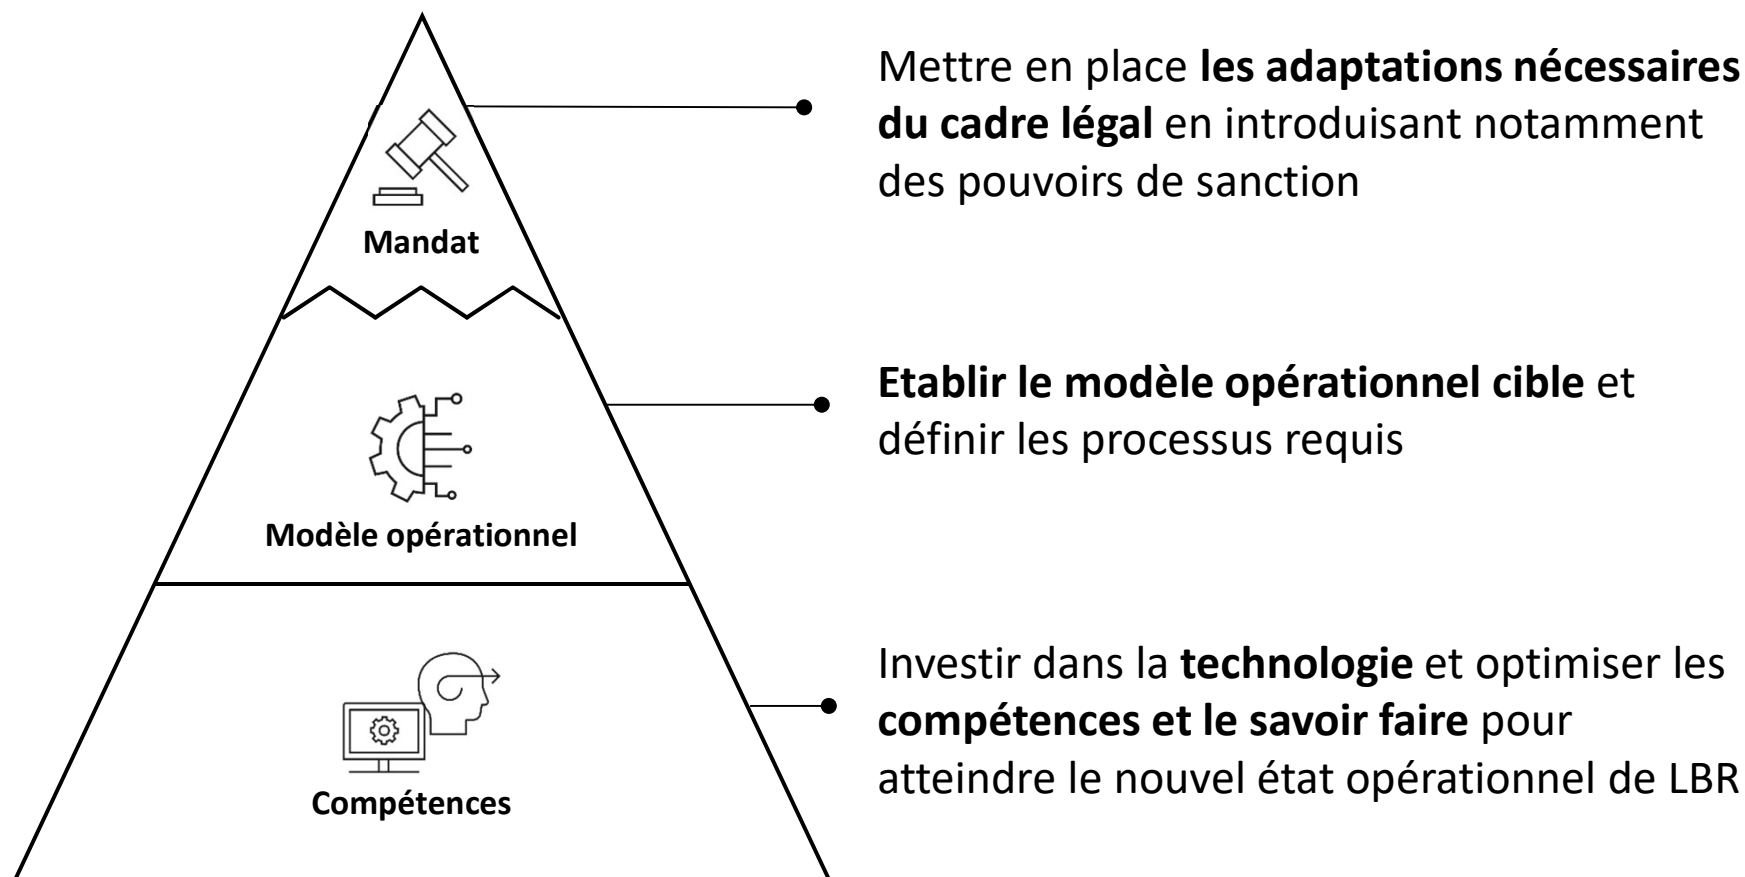 Mettre en place les adaptations nécessaires
du cadre légal en introduisant notamment
des pouvoirs de sanction
Mandat
Etablir le modèle opérationnel cible et
définir les processus requis
Modèle opérationnel
Investir dans la technologie et optimiser les
compétences et le savoir faire pour
atteindre le nouvel état opérationnel de LBR
Compétences